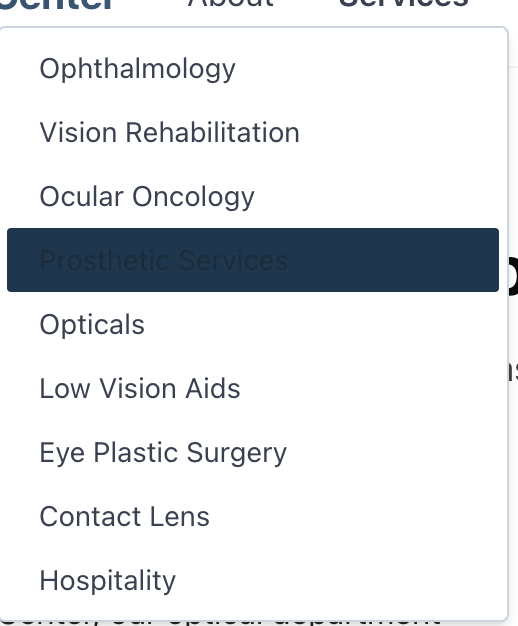 Center About Services
Ophthalmology
Vision Rehabilitation
Ocular Oncology
Prosthetic Services
Opticals
Low Vision Aids
Eye Plastic Surgery
Contact Lens
Hospitality
Center, our optical department